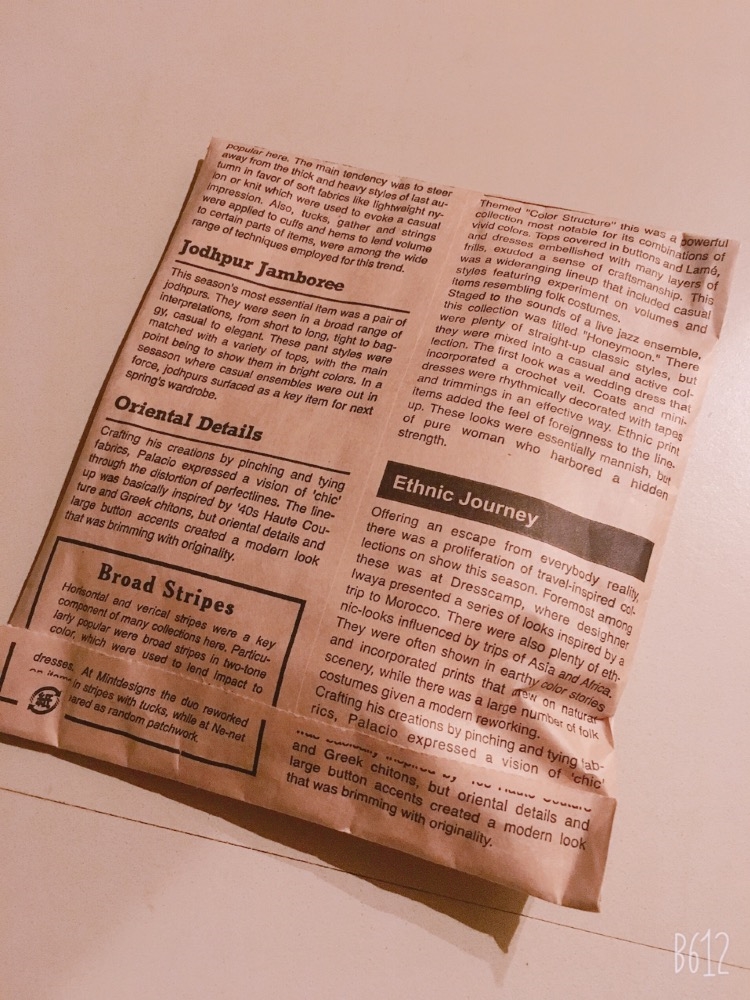 popular here. The main tendency was to steer
away from the thick and heavy styles of last au-
tumn in favor of soft fabrics like lightweight ny-
lon or knit which were used to evoke a casual
impression. Also, tucks, gather and strings
were applied to cuffs and hems to lend volume
to certain parts of items, were among the wide
range of techniques employed for this trend.
Jodhpur Jamboree
This season's most essential item was a pair of
jodhpurs. They were seen in a broad range of
interpretations, from short to long, tight to bag-
gy, casual to elegant. These pant styles were
matched with a variety of tops, with the main
point being to show them in bright colors. In a
seseason where casual ensembles were out in
force, jodhpurs surfaced as a key item for next
spring's wardrobe.
Oriental Details
Crafting his creations by pinching and tying
fabrics, Palacio expressed a vision of 'chic'
through the distortion of perfectlines. The line-
up was basically inspired by '40s Haute Cou-
ture and Greek chitons, but oriental details and
large button accents created a modern look
that was brimming with originality.
Broad Stripes
Horisontal and verical stripes were a key
component of many collections here. Particu-
larly popular were broad stripes in two-tone
color, which were used to lend impact to
dresses. At Mintdesigns the duo reworked
in stripes with tucks, while at Ne-net
ared as random patchwork.
紙
Themed "Color Structure" this was a powerful
collection most notable for its combinations of
vivid colors. Tops covered in buttons and Lamé,
and dresses embellished with many layers of
frills, exuded a sense of craftsmanship. This
was a wideranging lineup that included casual
styles featuring experiment on volumes and
items resembling folk costumes.
Staged to the sounds of a live jazz ensemble,
this collection was titled "Honeymoon." There
were plenty of straight-up classic styles, but
they were mixed into a casual and active col-
lection. The first look was a wedding dress that
incorporated a crochet veil. Coats and mini-
dresses were rhythmically decorated with tapes
and trimmings in an effective way. Ethnic print
items added the feel of foreignness to the line-
up. These looks were essentially mannish, but
of pure woman who harbored a hidden
strength.
Ethnic Journey
Offering an escape from everybody reality,
there was a proliferation of travel-inspired col-
lections on show this season. Foremost among
these was at Dresscamp, where desighner
Iwaya presented a series of looks inspired by a
trip to Morocco. There were also plenty of eth-
nic-looks influenced by trips of Asia and Africa.
They were often shown in earthy color stories
and incorporated prints that drew on natural
scenery, while there was a large number of folk
costumes given a modern reworking.
Crafting his creations by pinching and tying fab-
rics, Palacio expressed a vision of 'chic'
was basically inspired by '40s Haute Couture
and Greek chitons, but oriental details and
large button accents created a modern look
that was brimming with originality.
B612